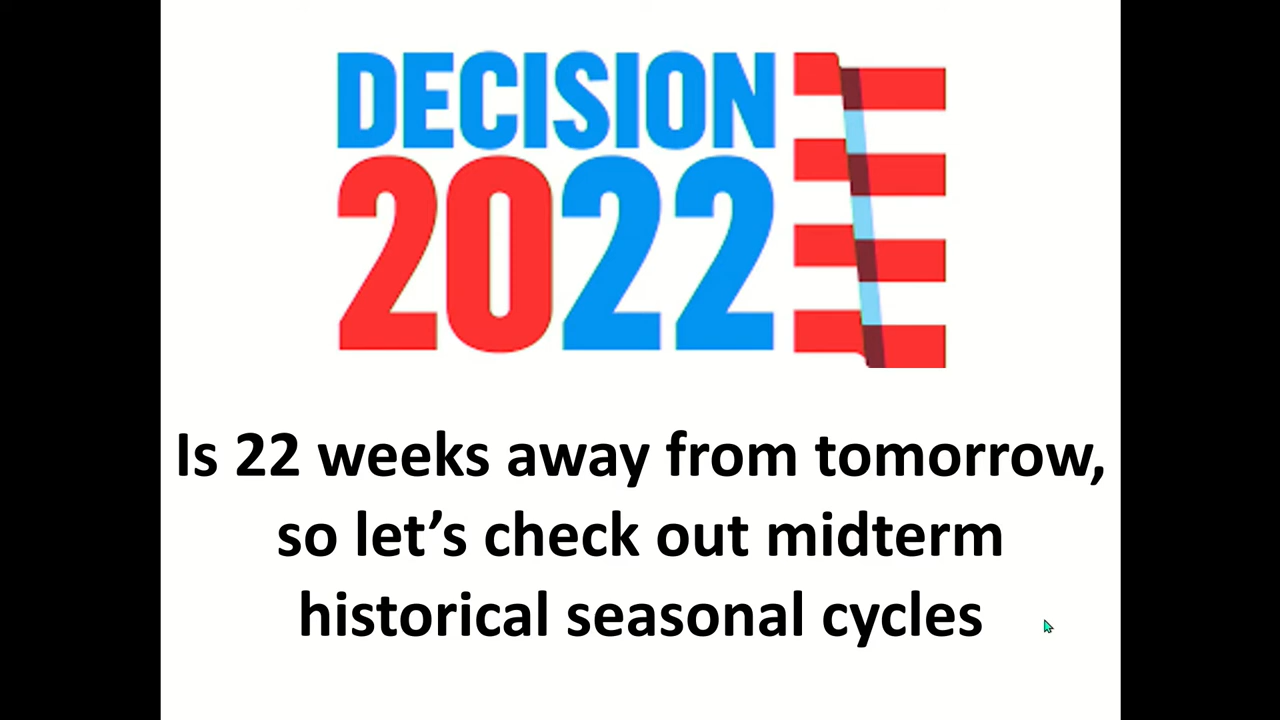 DECISION
2022
Is 22 weeks away from tomorrow,
so let’s check out midterm
historical seasonal cycles